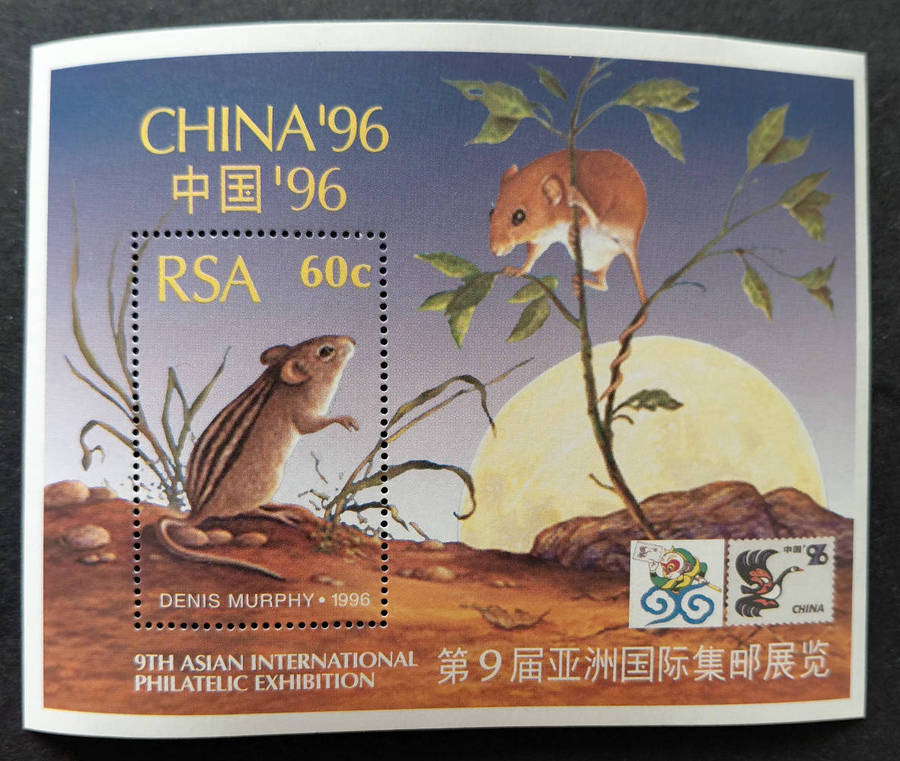 CHINA '96
中国 '96
RSA 60c
DENIS MURPHY • 1996
9TH ASIAN INTERNATIONAL
PHILATELIC EXHIBITION
第9届亚洲国际集邮展览
中国'96
CHINA